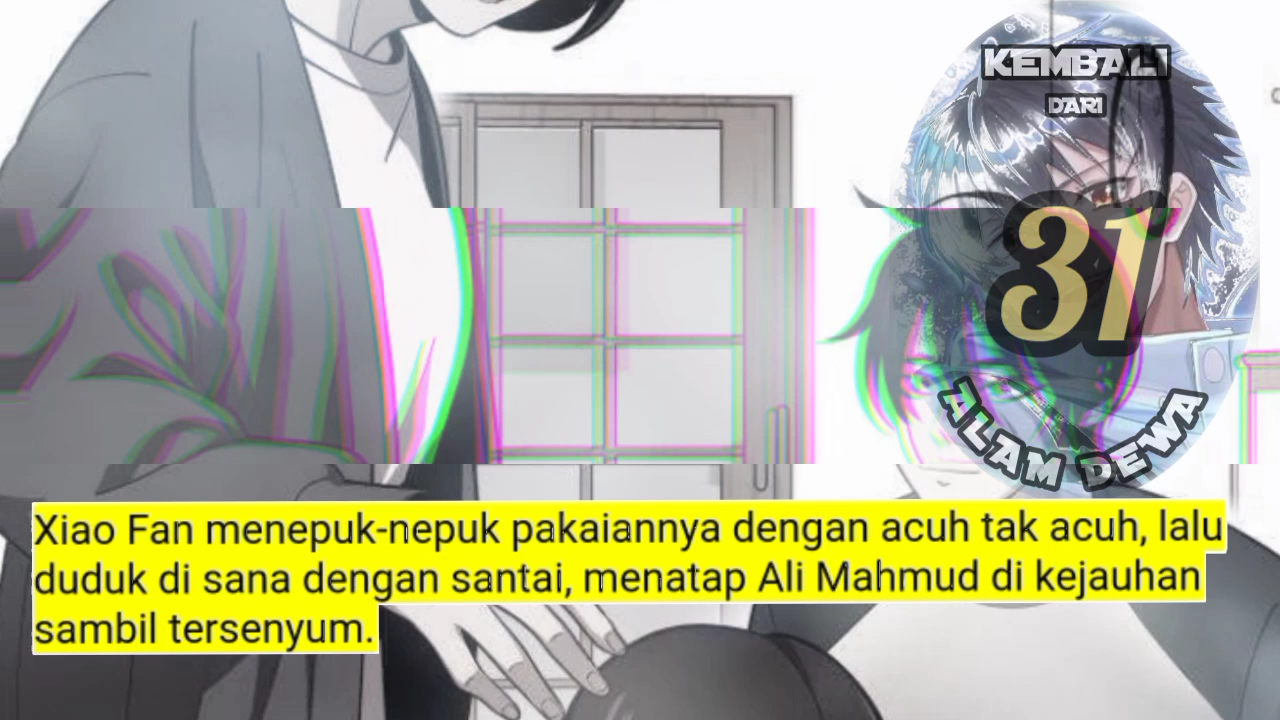 KEMBALI
DARI
31
ALAM DEWA
Xiao Fan menepuk-nepuk pakaiannya dengan acuh tak acuh, lalu
duduk di sana dengan santai, menatap Ali Mahmud di kejauhan
sambil tersenyum.